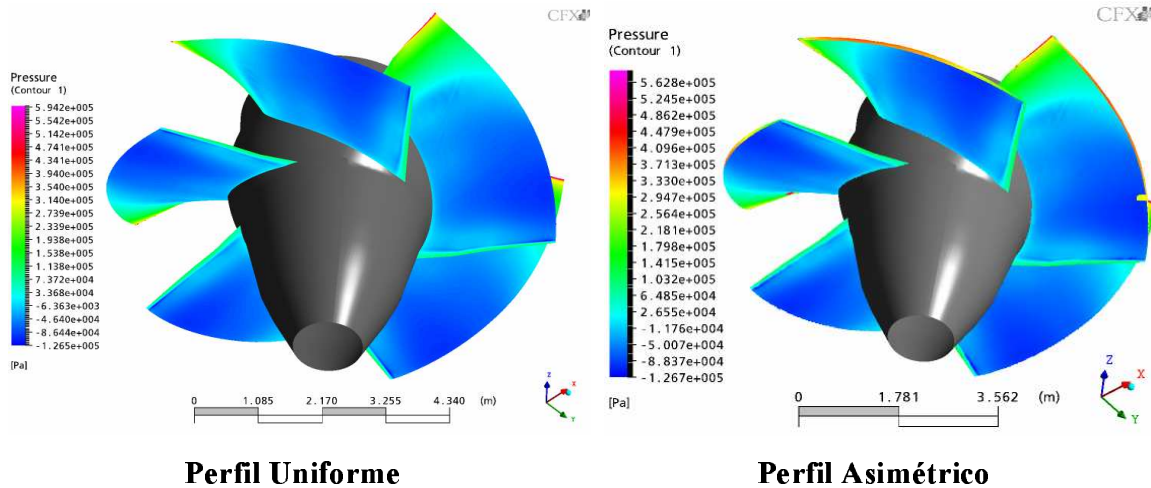 CFX
Pressure
(Contour 1)
5.942e+005
5.542e+005
5.142e+005
4.741e+005
4.341e+005
3.940e+005
3.540e+005
3.140e+005
2.739e+005
2.339e+005
1.938e+005
1.538e+005
1.138e+005
7.372e+004
3.368e+004
-6.363e+003
-4.640e+004
-8.644e+004
-1.265e+005
[Pa]
0 1.085 2.170 3.255 4.340 (m)
Z
X
Y
Perfil Uniforme
CFX
Pressure
(Contour 1)
5.628e+005
5.245e+005
4.862e+005
4.479e+005
4.096e+005
3.713e+005
3.330e+005
2.947e+005
2.564e+005
2.181e+005
1.798e+005
1.415e+005
1.032e+005
6.485e+004
2.655e+004
-1.176e+004
-5.007e+004
-8.837e+004
-1.267e+005
[Pa]
0 1.781 3.562 (m)
Z
X
Y
Perfil Asimétrico